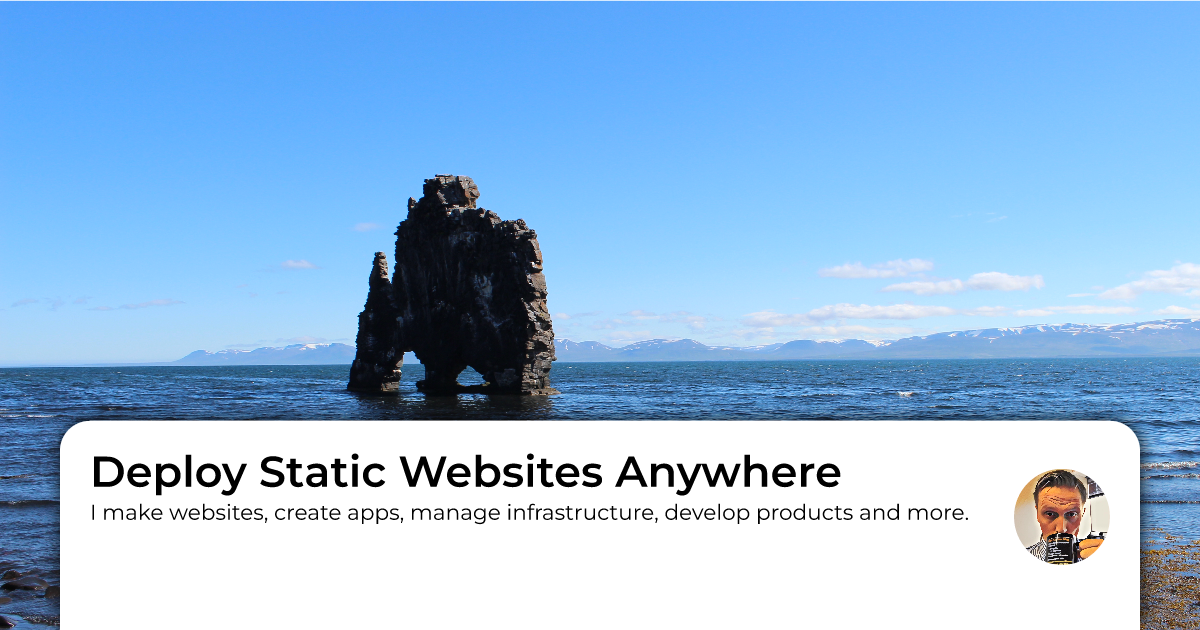 Deploy Static Websites Anywhere
I make websites, create apps, manage infrastructure, develop products and more.